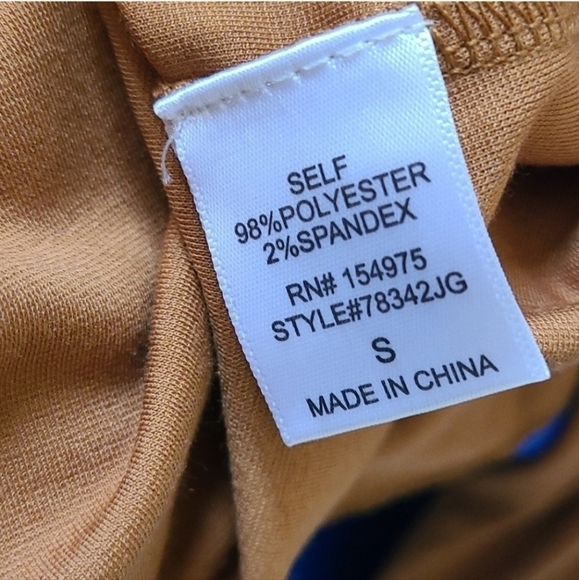 SELF
98%POLYESTER
2%SPANDEX
RN# 154975
STYLE#78342JG
S
MADE IN CHINA